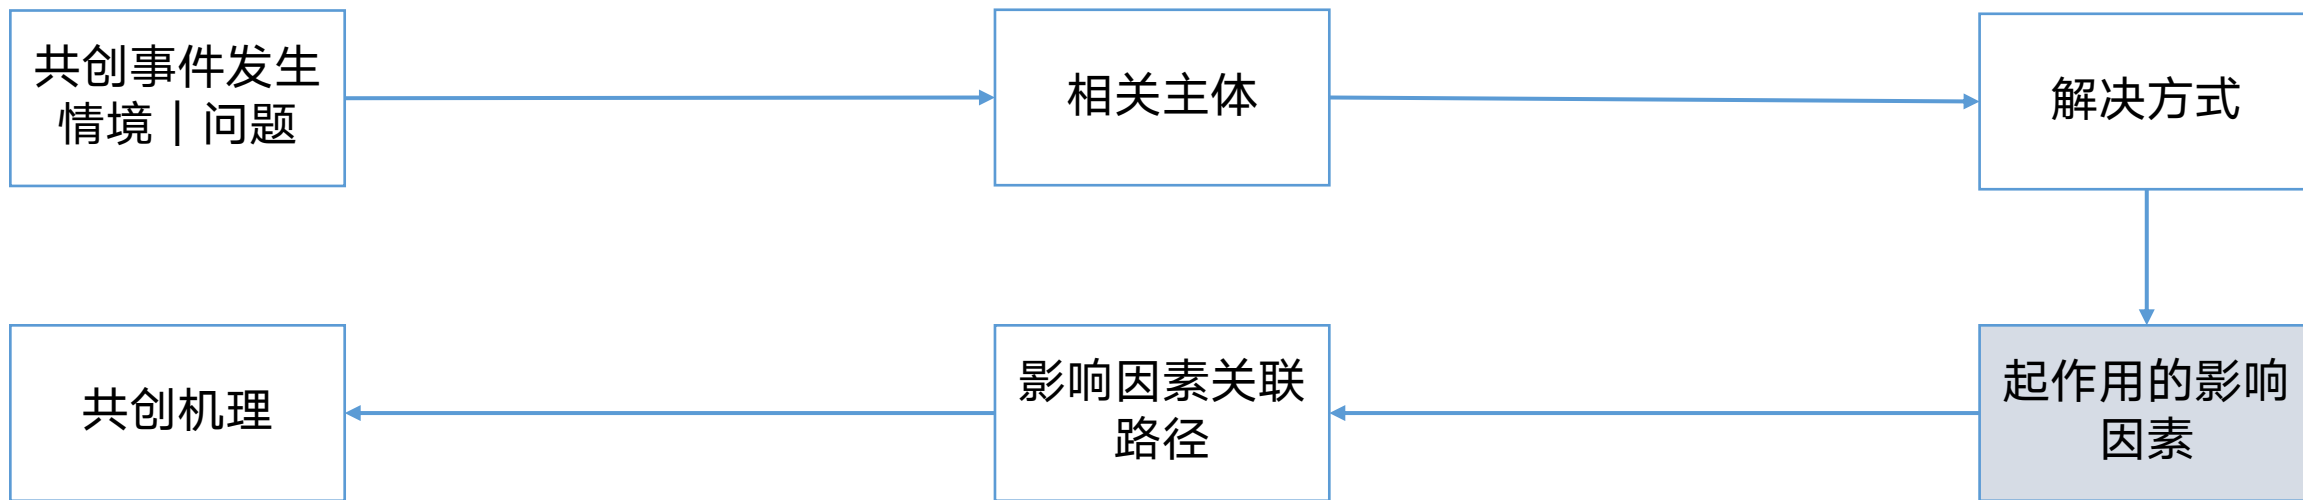 共创事件发生
情境｜问题
相关主体
解决方式
起作用的影响
因素
影响因素关联
路径
共创机理